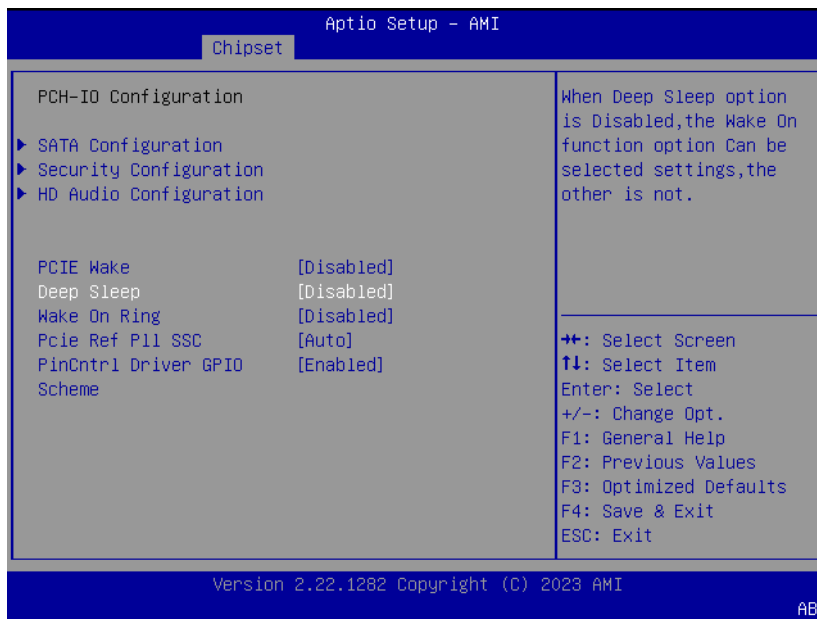 Aptio Setup – AMI
Chipset
PCH-IO Configuration
SATA Configuration
Security Configuration
HD Audio Configuration
PCIE Wake [Disabled]
Deep Sleep [Disabled]
Wake On Ring [Disabled]
Pcie Ref Pll SSC [Auto]
PinCntrl Driver GPIO [Enabled]
Scheme
When Deep Sleep option
is Disabled,the Wake On
function option Can be
selected settings,the
other is not.
→←: Select Screen
↑↓: Select Item
Enter: Select
+/-: Change Opt.
F1: General Help
F2: Previous Values
F3: Optimized Defaults
F4: Save & Exit
ESC: Exit
Version 2.22.1282 Copyright (C) 2023 AMI
AB